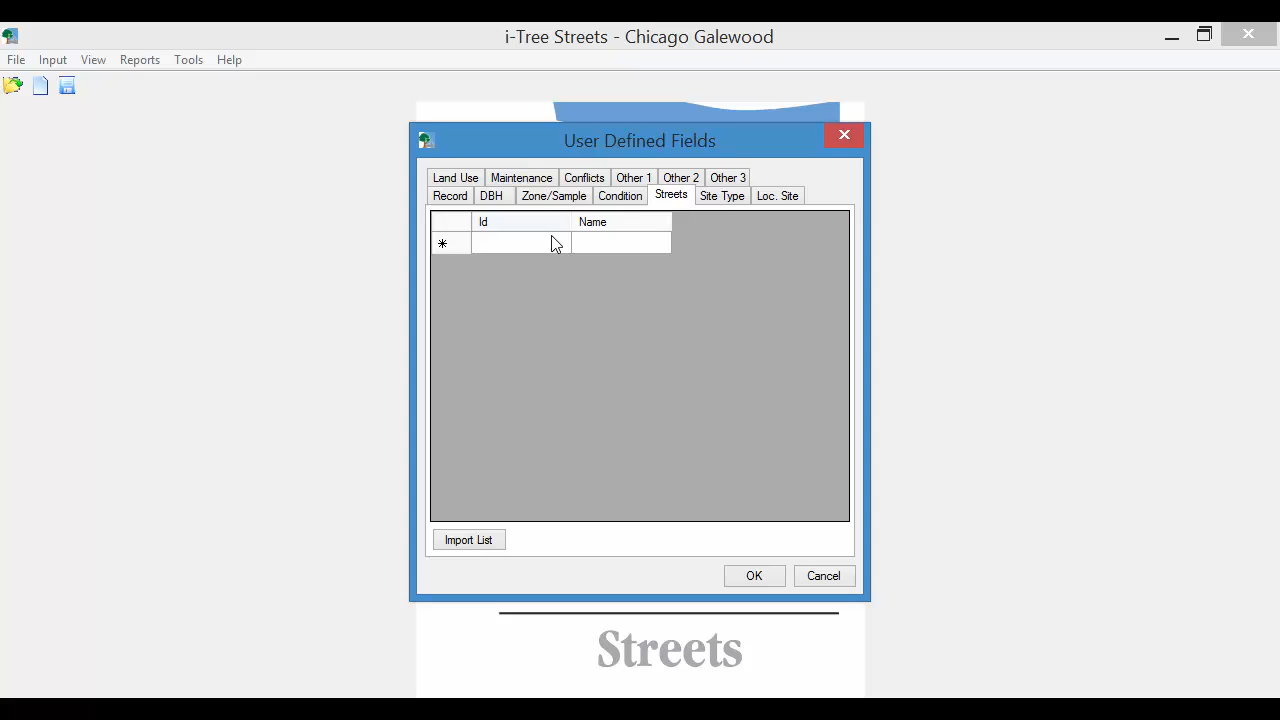 i-Tree Streets - Chicago Galewood
File Input View Reports Tools Help
User Defined Fields
Land Use Maintenance Conflicts Other 1 Other 2 Other 3
Record DBH Zone/Sample Condition Streets Site Type Loc. Site
Id Name
Import List
OK Cancel
Streets